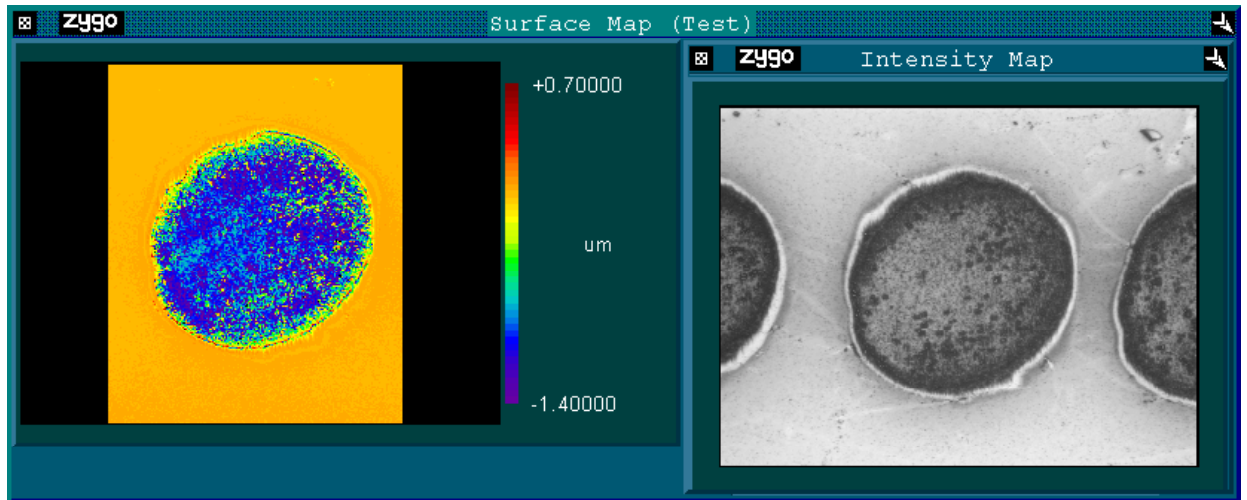 zygo
Surface Map (Test)
+0.70000
um
-1.40000
zygo
Intensity Map